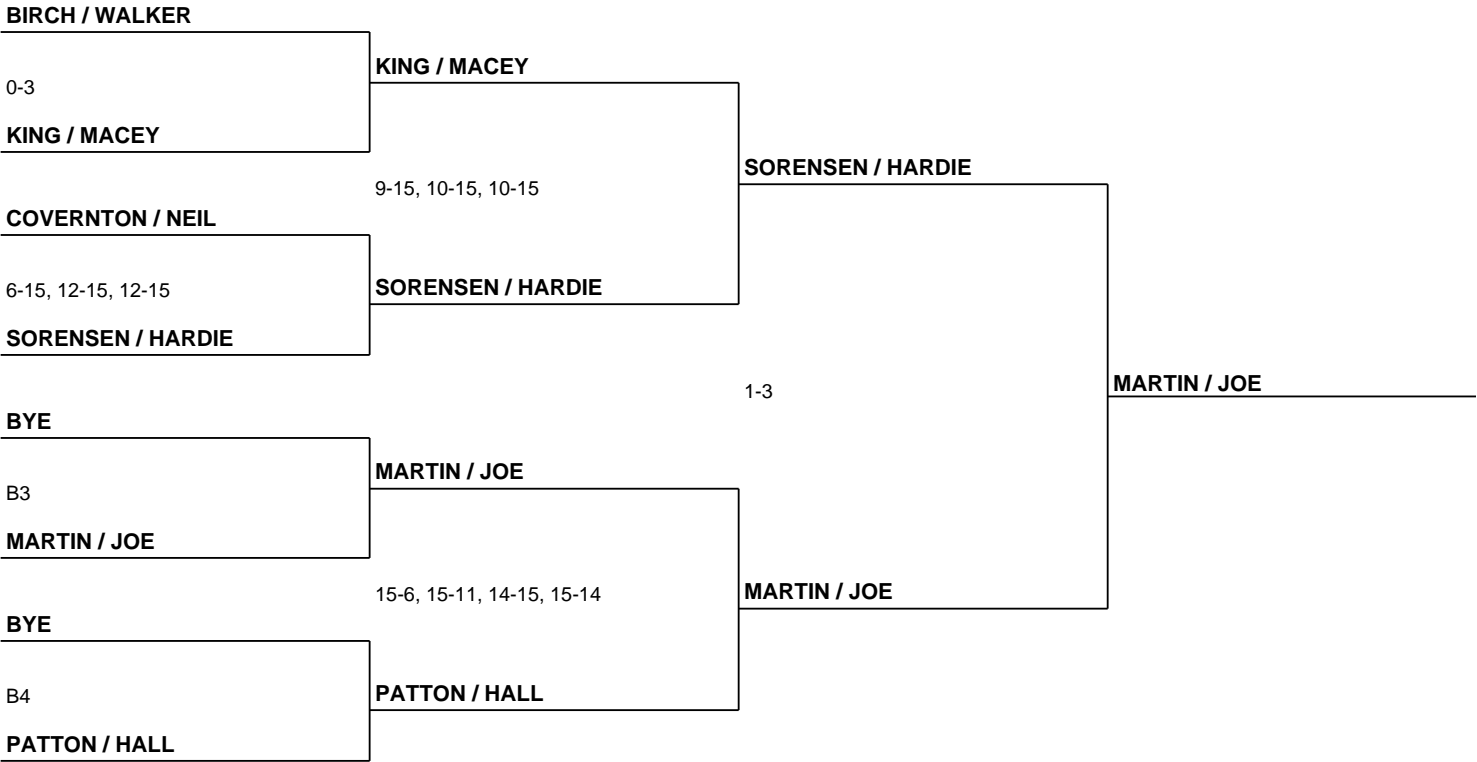 BIRCH / WALKER
0-3
KING / MACEY
COVERNTON / NEIL
6-15, 12-15, 12-15
SORENSEN / HARDIE
BYE
B3
MARTIN / JOE
BYE
B4
PATTON / HALL
KING / MACEY
9-15, 10-15, 10-15
SORENSEN / HARDIE
MARTIN / JOE
15-6, 15-11, 14-15, 15-14
PATTON / HALL
SORENSEN / HARDIE
1-3
MARTIN / JOE
MARTIN / JOE